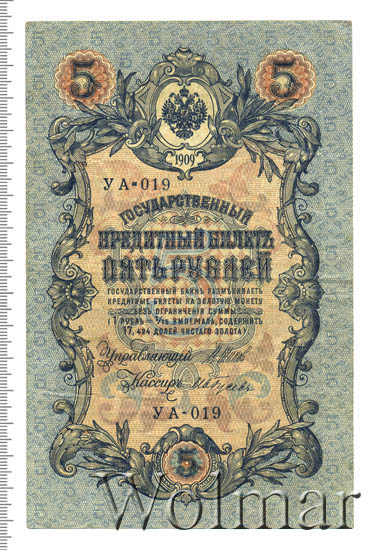 5 5
1909
УА-019
ГОСУДАРСТВЕННЫЙ
КРЕДИТНЫЙ БИЛЕТЪ
ПЯТЬ РУБЛЕЙ
ГОСУДАРСТВЕННЫЙ БАНКЪ РАЗМѢНИВАЕТЪ
КРЕДИТНЫЕ БИЛЕТЫ НА ЗОЛОТУЮ МОНЕТУ
БЕЗЪ ОГРАНИЧЕНІЯ СУММЫ
(1 РУБЛЬ = 1/15 ИМПЕРІАЛА, СОДЕРЖИТЪ
17,424 ДОЛЕЙ ЧИСТАГО ЗОЛОТА).
Управляющій
Кассиръ
УА-019
5
Wolmar